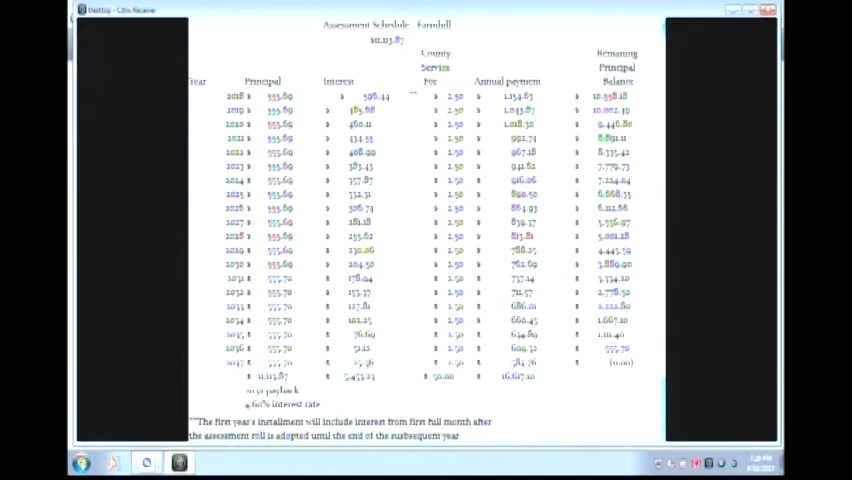 Desktop - Citrix Receiver
Assessment Schedule Farmhill
$11,113.87
County Remaining
Service Principal
Year Principal Interest Fee Annual payment Balance
2018 $ 555.69 $ 596.44 ** $ 2.50 $ 1,154.63 $ 10,558.18
2019 $ 555.69 $ 485.68 $ 2.50 $ 1,043.87 $ 10,002.49
2020 $ 555.69 $ 460.11 $ 2.50 $ 1,018.30 $ 9,446.80
2021 $ 555.69 $ 434.55 $ 2.50 $ 992.74 $ 8,891.11
2022 $ 555.69 $ 408.99 $ 2.50 $ 967.18 $ 8,335.42
2023 $ 555.69 $ 383.43 $ 2.50 $ 941.62 $ 7,779.73
2024 $ 555.69 $ 357.87 $ 2.50 $ 916.06 $ 7,224.04
2025 $ 555.69 $ 332.31 $ 2.50 $ 890.50 $ 6,668.35
2026 $ 555.69 $ 306.74 $ 2.50 $ 864.93 $ 6,112.66
2027 $ 555.69 $ 281.18 $ 2.50 $ 839.37 $ 5,556.97
2028 $ 555.69 $ 255.62 $ 2.50 $ 813.81 $ 5,001.28
2029 $ 555.69 $ 230.06 $ 2.50 $ 788.25 $ 4,445.59
2030 $ 555.69 $ 204.50 $ 2.50 $ 762.69 $ 3,889.90
2031 $ 555.70 $ 178.94 $ 2.50 $ 737.14 $ 3,334.20
2032 $ 555.70 $ 153.37 $ 2.50 $ 711.57 $ 2,778.50
2033 $ 555.70 $ 127.81 $ 2.50 $ 686.01 $ 2,222.80
2034 $ 555.70 $ 102.25 $ 2.50 $ 660.45 $ 1,667.10
2035 $ 555.70 $ 76.69 $ 2.50 $ 634.89 $ 1,111.40
2036 $ 555.70 $ 51.12 $ 2.50 $ 609.32 $ 555.70
2037 $ 555.70 $ 25.56 $ 2.50 $ 583.76 $ (0.00)
$ 11,113.87 $ 5,453.23 $ 50.00 $ 16,617.10
payback
4.60% interest rate
**The first year's installment will include interest from first full month after
the assessment roll is adopted until the end of the susbsequent year
7:29 PM